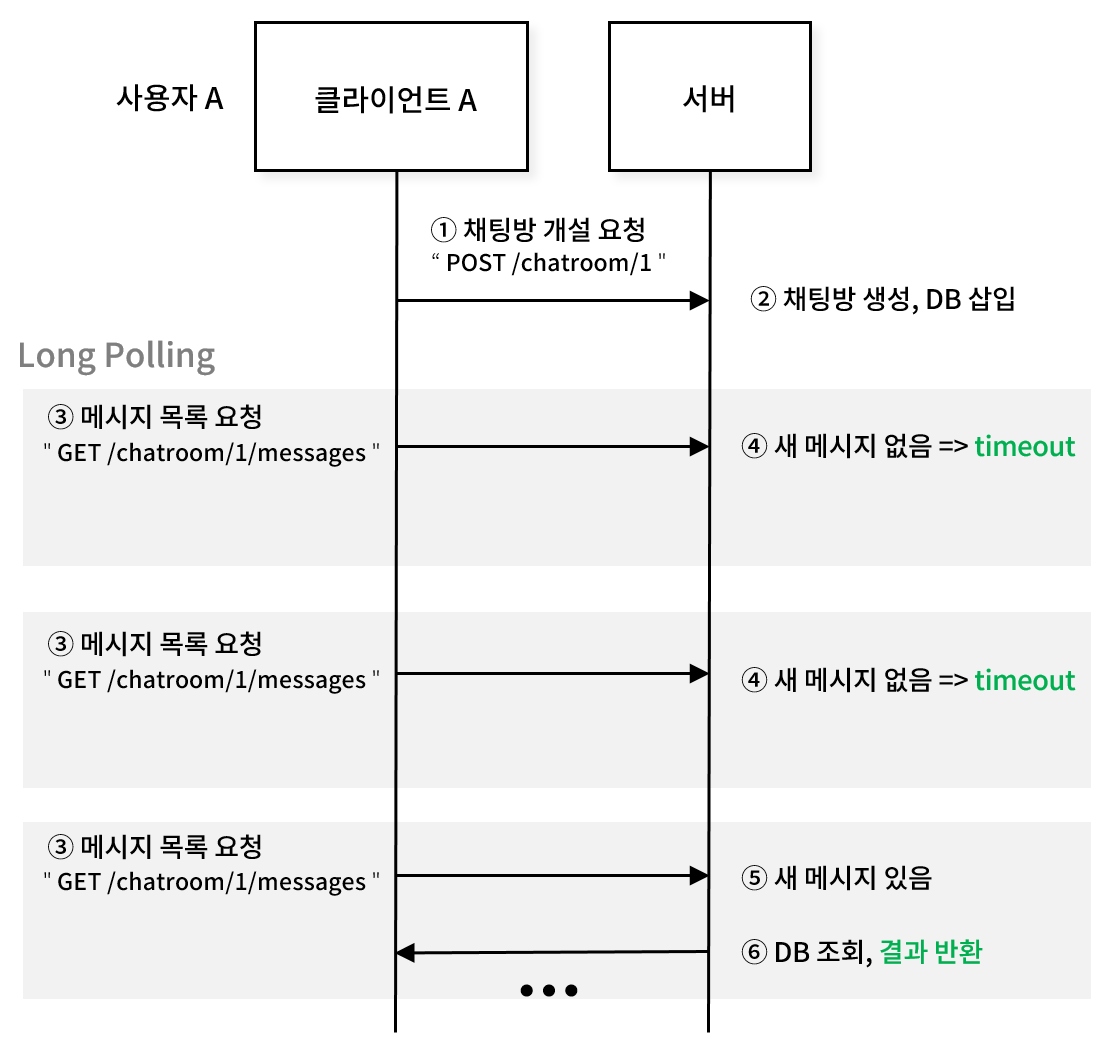 사용자 A
클라이언트 A
서버
① 채팅방 개설 요청
“ POST /chatroom/1 "
② 채팅방 생성, DB 삽입
Long Polling
③ 메시지 목록 요청
" GET /chatroom/1/messages "
④ 새 메시지 없음 => timeout
③ 메시지 목록 요청
" GET /chatroom/1/messages "
④ 새 메시지 없음 => timeout
③ 메시지 목록 요청
" GET /chatroom/1/messages "
⑤ 새 메시지 있음
⑥ DB 조회, 결과 반환